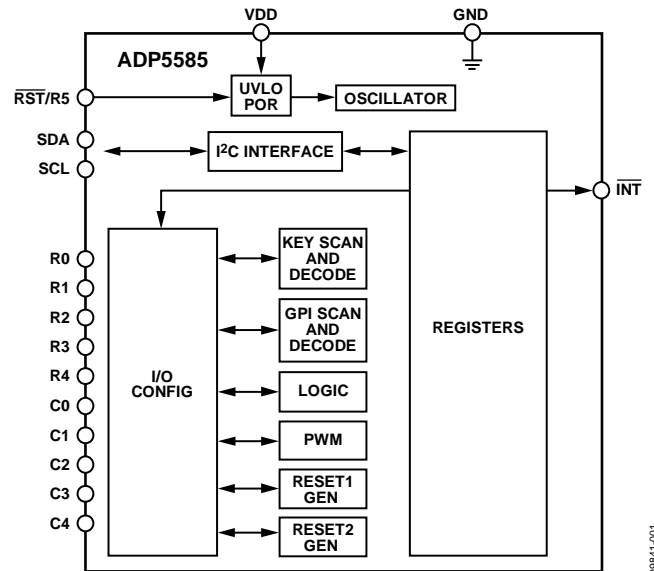 VDD
GND
ADP5585
RST/R5
UVLO
POR
OSCILLATOR
SDA
SCL
I²C INTERFACE
INT
R0
R1
R2
R3
R4
C0
C1
C2
C3
C4
I/O
CONFIG
KEY SCAN
AND
DECODE
GPI SCAN
AND
DECODE
LOGIC
PWM
RESET1
GEN
RESET2
GEN
REGISTERS
09841-001